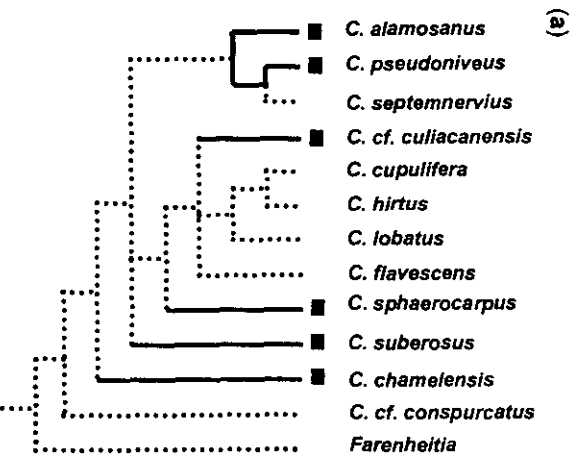 (a)
C. alamosanus
C. pseudoniveus
C. septemnervius
C. cf. culiacanensis
C. cupulifera
C. hirtus
C. lobatus
C. flavescens
C. sphaerocarpus
C. suberosus
C. chamelensis
C. cf. conspurcatus
Farenheitia